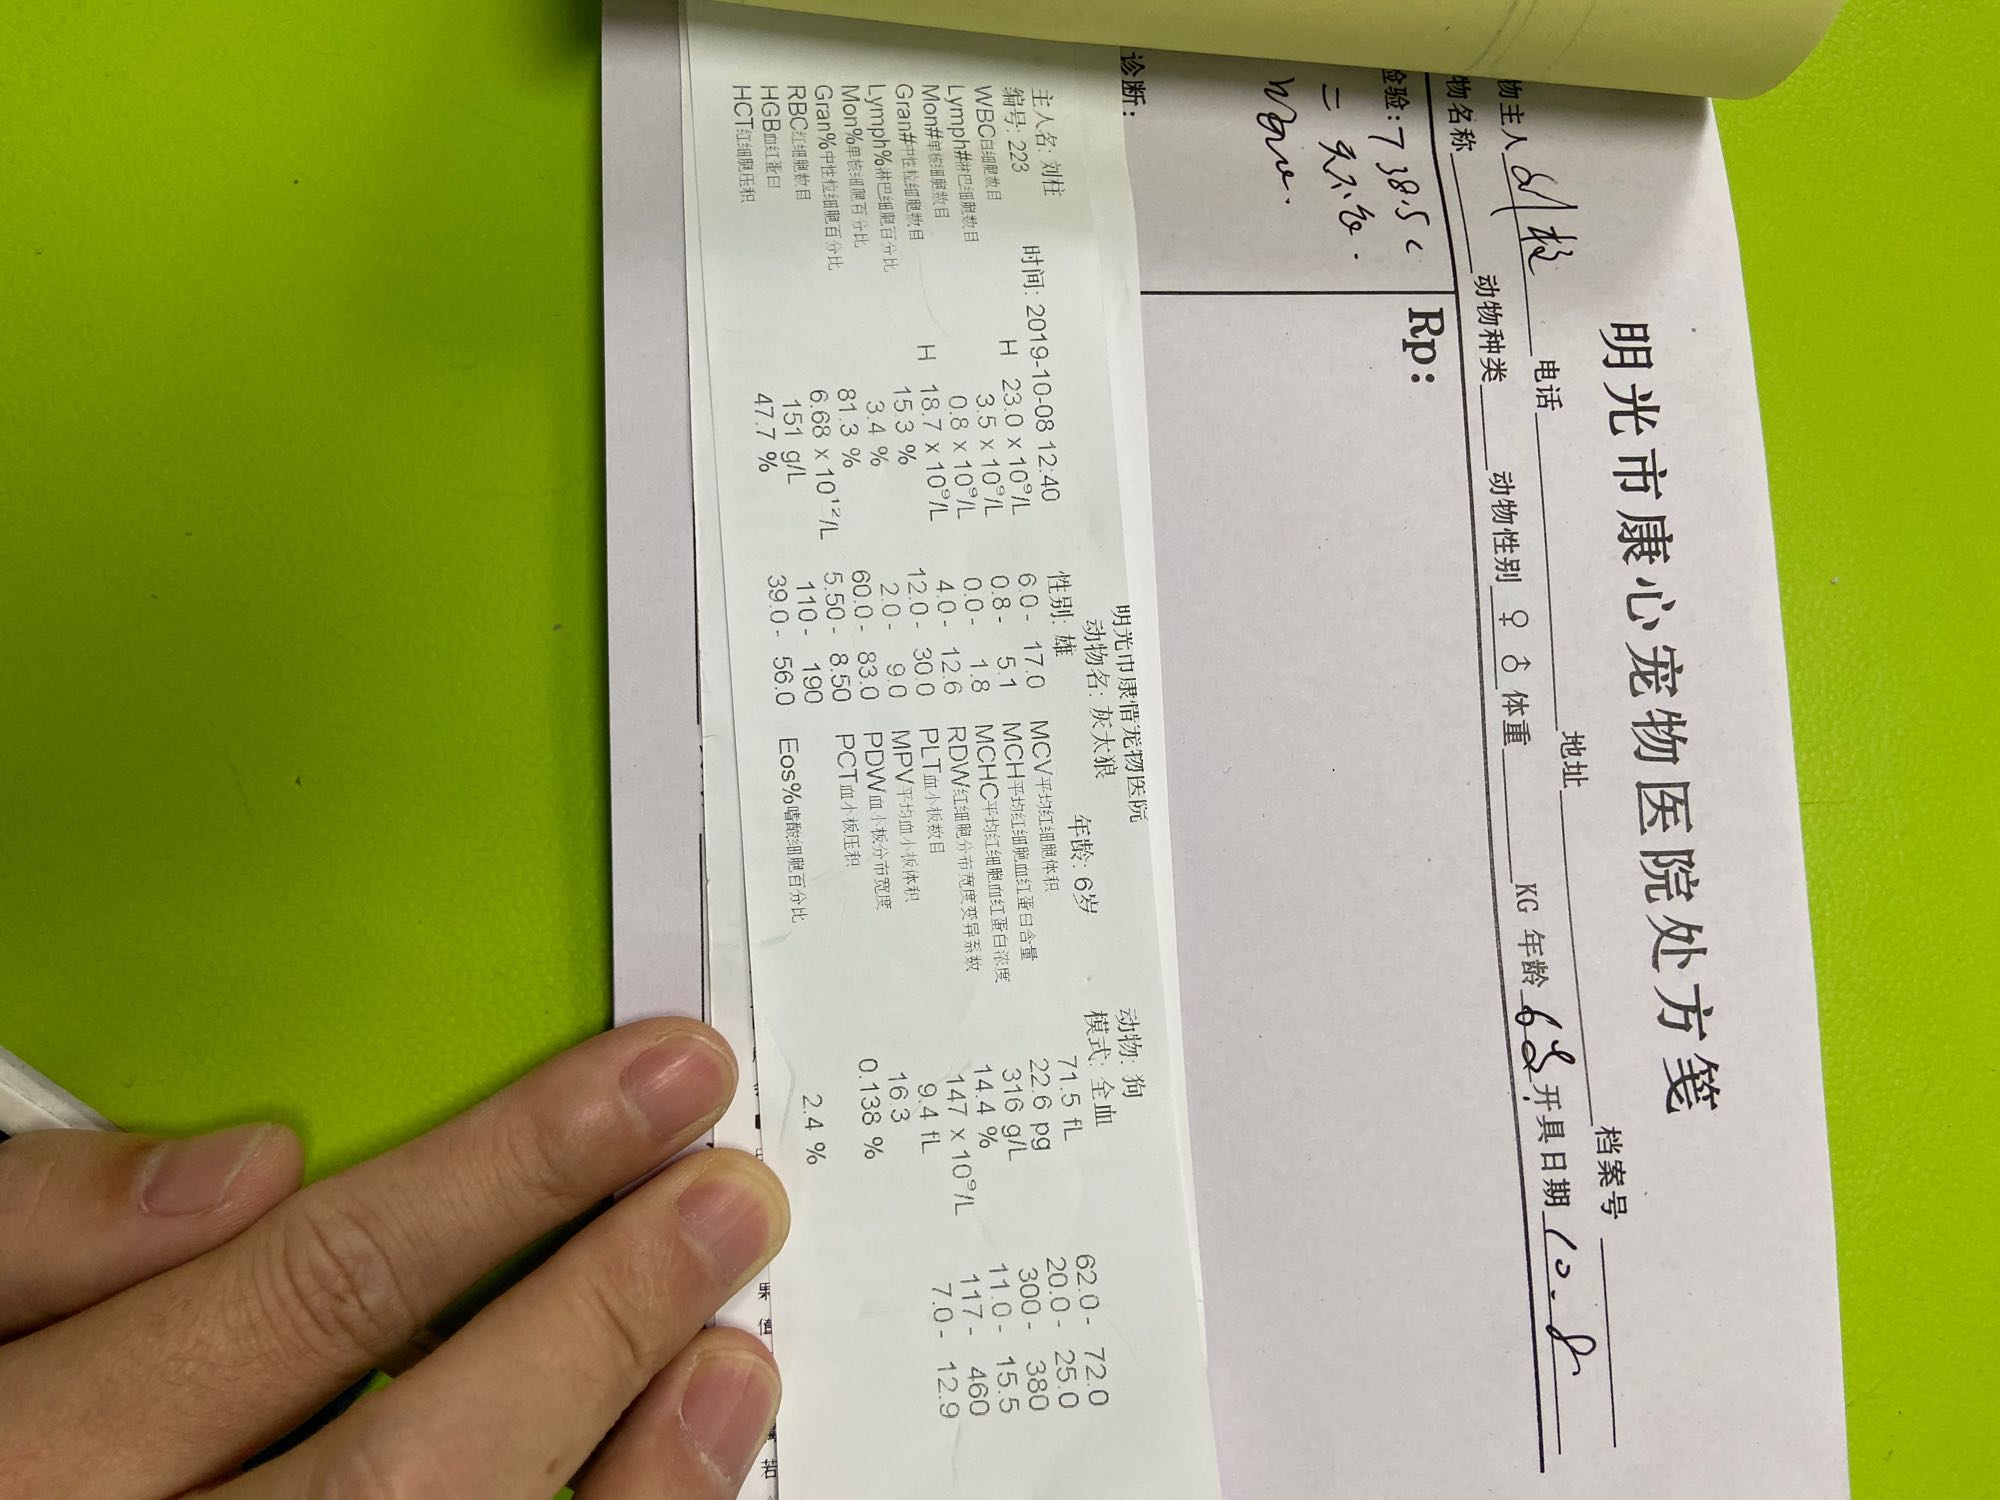 明光市康心宠物医院处方笺
物主人 刘柱 电话 地址 档案号
物名称 动物种类 动物性别 ♀ ♂ 体重 KG 年龄 6岁 开具日期 10.8
验: T 38.5℃
Rp:
诊断:
明光市康惜宠物医院
主人名: 刘柱 动物名: 灰太狼 动物: 狗
编号: 223 时间: 2019-10-08 12:40 性别: 雄 年龄: 6岁 模式: 全血
WBC白细胞数目 H 23.0 x 10⁹/L 6.0 - 17.0 MCV平均红细胞体积 71.5 fL 62.0 - 72.0
Lymph#淋巴细胞数目 3.5 x 10⁹/L 0.8 - 5.1 MCH平均红细胞血红蛋白含量 22.6 pg 20.0 - 25.0
Mon#单核细胞数目 0.8 x 10⁹/L 0.0 - 1.8 MCHC平均红细胞血红蛋白浓度 316 g/L 300 - 380
Gran#中性粒细胞数目 H 18.7 x 10⁹/L 4.0 - 12.6 RDW红细胞分布宽度变异系数 14.4 % 11.0 - 15.5
Lymph%淋巴细胞百分比 15.3 % 12.0 - 30.0 PLT血小板数目 147 x 10⁹/L 117 - 460
Mon%单核细胞百分比 3.4 % 2.0 - 9.0 MPV平均血小板体积 9.4 fL 7.0 - 12.9
Gran%中性粒细胞百分比 81.3 % 60.0 - 83.0 PDW血小板分布宽度 16.3
RBC红细胞数目 6.68 x 10¹²/L 5.50 - 8.50 PCT血小板压积 0.138 %
HGB血红蛋白 151 g/L 110 - 190
HCT红细胞压积 47.7 % 39.0 - 56.0 Eos%嗜酸细胞百分比 2.4 %